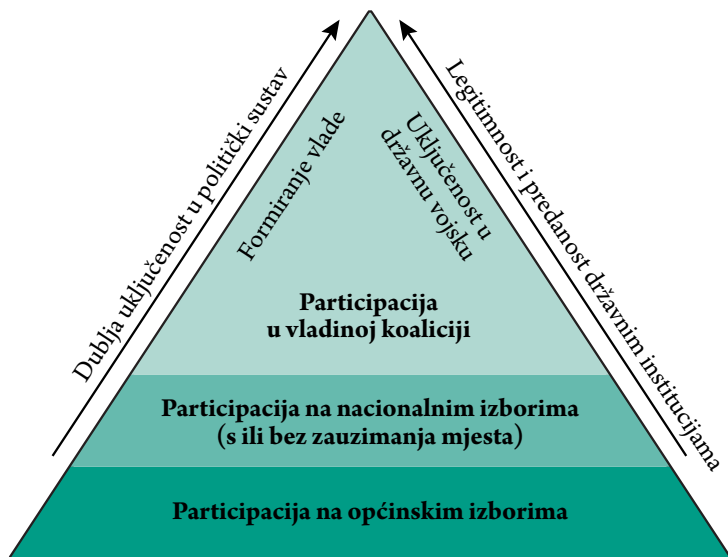 Dublja uključenost u politički sustav
Legitimnost i predanost državnim institucijama
Formiranje vlade
Uključenost u
državnu vojsku
Participacija
u vladinoj koaliciji
Participacija na nacionalnim izborima
(s ili bez zauzimanja mjesta)
Participacija na općinskim izborima